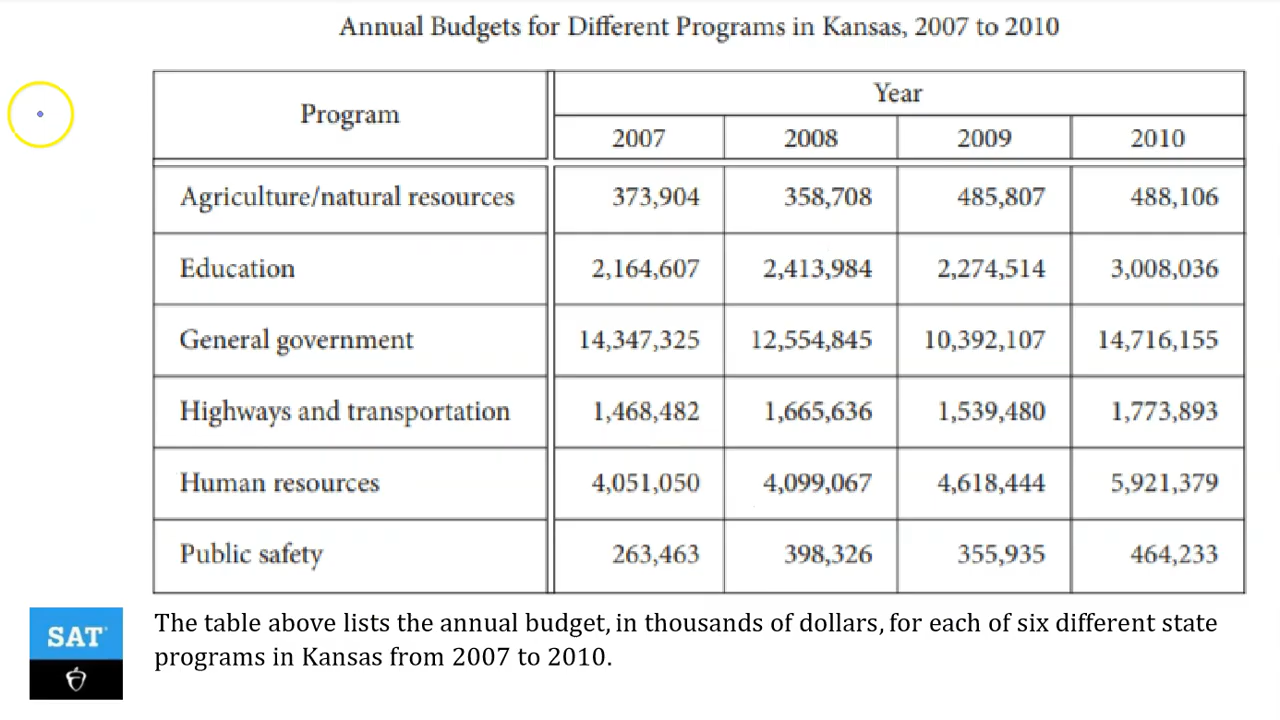 Annual Budgets for Different Programs in Kansas, 2007 to 2010
Program
Year
2007 2008 2009 2010
Agriculture/natural resources 373,904 358,708 485,807 488,106
Education 2,164,607 2,413,984 2,274,514 3,008,036
General government 14,347,325 12,554,845 10,392,107 14,716,155
Highways and transportation 1,468,482 1,665,636 1,539,480 1,773,893
Human resources 4,051,050 4,099,067 4,618,444 5,921,379
Public safety 263,463 398,326 355,935 464,233
SAT
The table above lists the annual budget, in thousands of dollars, for each of six different state
programs in Kansas from 2007 to 2010.